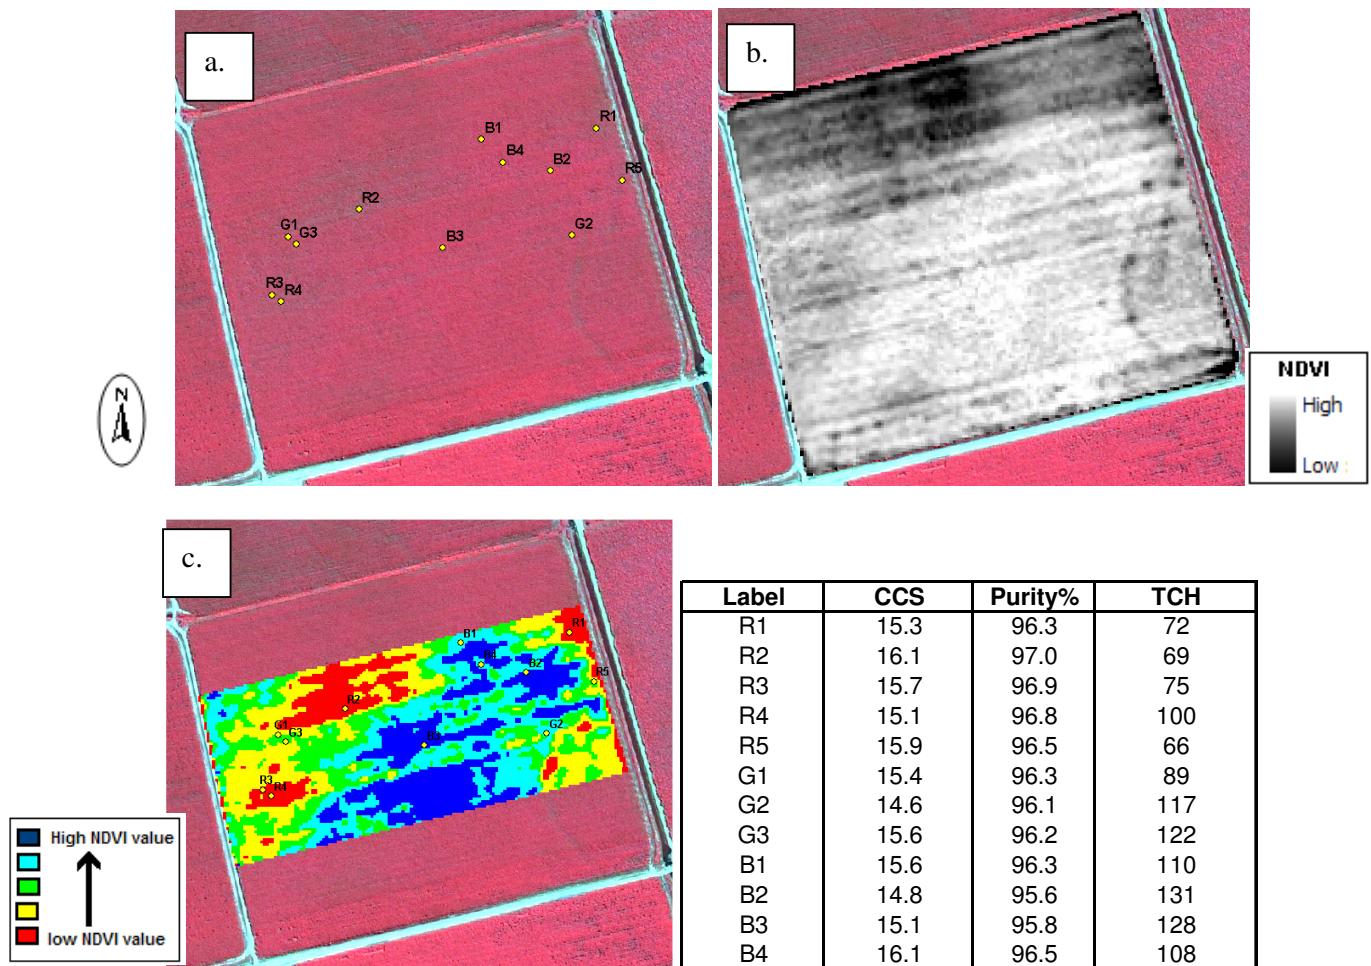 a.
B1
R1
B4
B2
R5
R2
G1
G3
B3
G2
R3
R4
b.
N
NDVI
High
Low
c.
B1
R1
B4
B2
R5
R2
G1
G3
B3
G2
R3
R4
High NDVI value
low NDVI value
Label CCS Purity% TCH
R1 15.3 96.3 72
R2 16.1 97.0 69
R3 15.7 96.9 75
R4 15.1 96.8 100
R5 15.9 96.5 66
G1 15.4 96.3 89
G2 14.6 96.1 117
G3 15.6 96.2 122
B1 15.6 96.3 110
B2 14.8 95.6 131
B3 15.1 95.8 128
B4 16.1 96.5 108